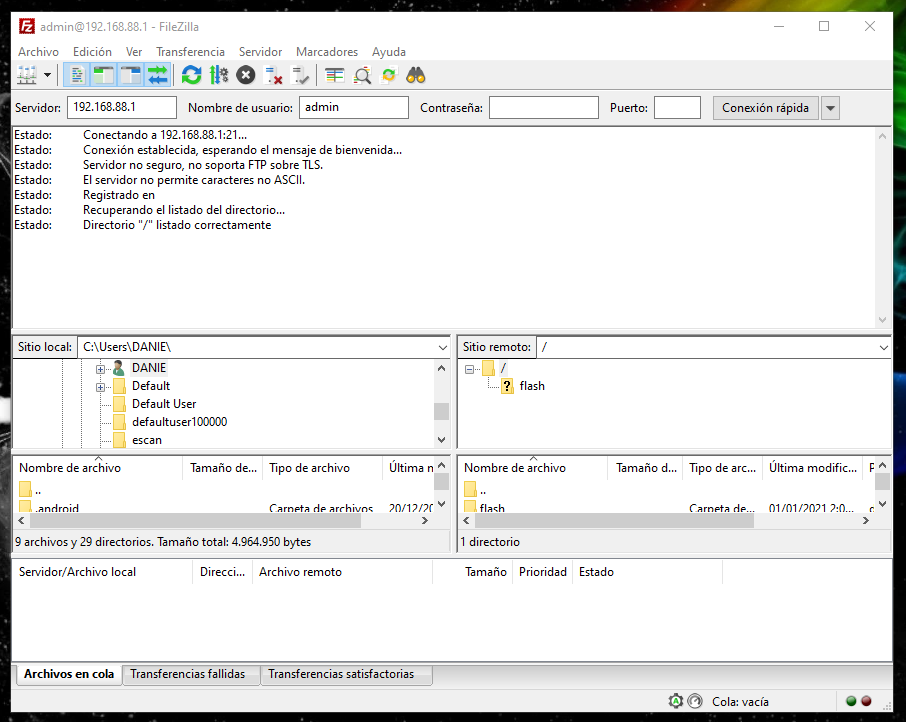 admin@192.168.88.1 - FileZilla
Archivo Edición Ver Transferencia Servidor Marcadores Ayuda
Servidor: 192.168.88.1 Nombre de usuario: admin Contraseña: Puerto: Conexión rápida
Estado: Conectando a 192.168.88.1:21...
Estado: Conexión establecida, esperando el mensaje de bienvenida...
Estado: Servidor no seguro, no soporta FTP sobre TLS.
Estado: El servidor no permite caracteres no ASCII.
Estado: Registrado en
Estado: Recuperando el listado del directorio...
Estado: Directorio "/" listado correctamente
Sitio local: C:\Users\DANIE\
DANIE
Default
Default User
defaultuser100000
escan
Nombre de archivo Tamaño de... Tipo de archivo Última n
..
.android Carpeta de archivos 20/12/20
9 archivos y 29 directorios. Tamaño total: 4.964.950 bytes
Sitio remoto: /
/
? flash
Nombre de archivo Tamaño d... Tipo de arc... Última modific... P
..
flash Carpeta de... 01/01/2021 2:0...
1 directorio
Servidor/Archivo local Direcci... Archivo remoto Tamaño Prioridad Estado
Archivos en cola Transferencias fallidas Transferencias satisfactorias
Cola: vacía